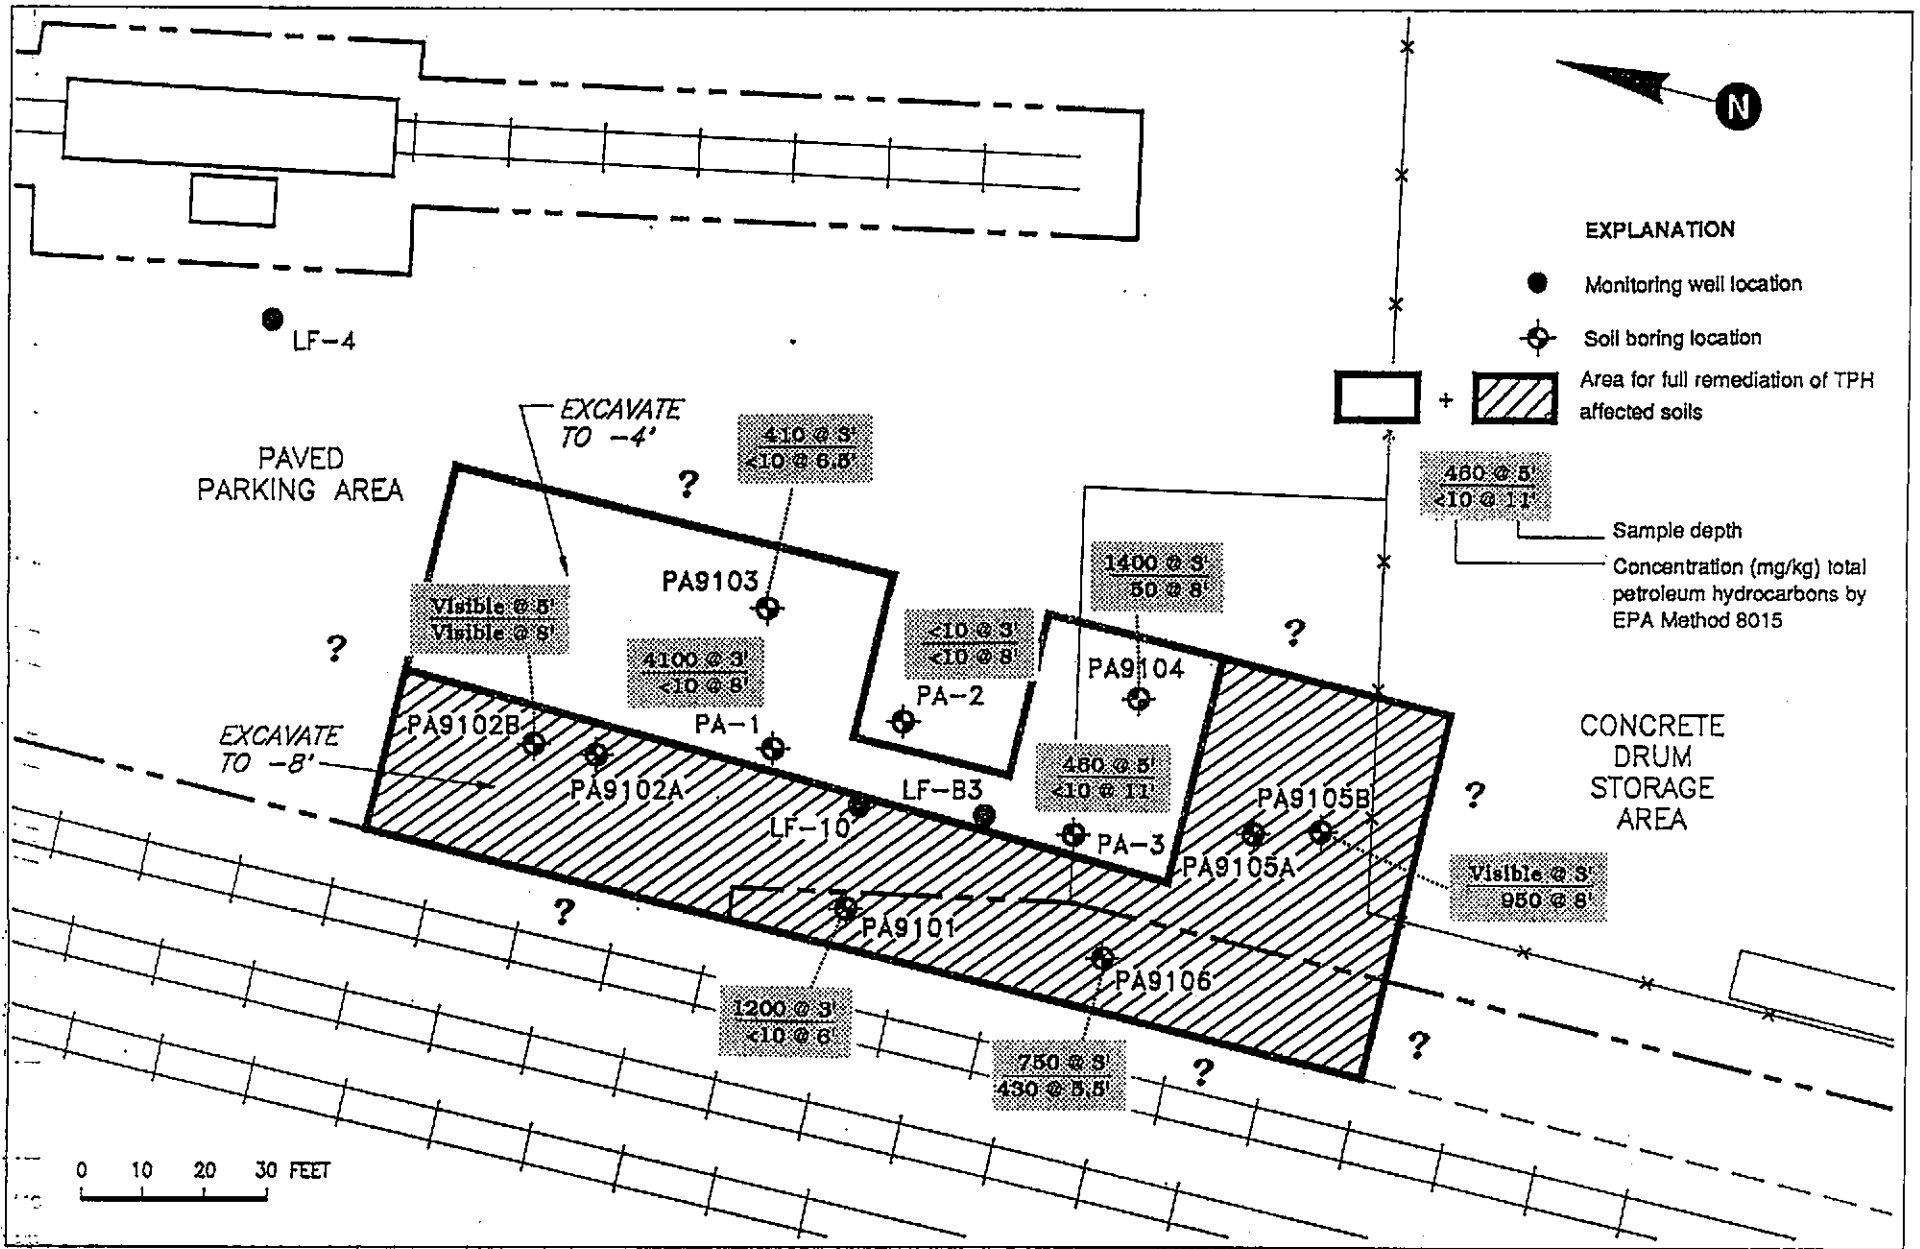 N
EXPLANATION
Monitoring well location
Soil boring location
+
Area for full remediation of TPH
affected soils
460 @ 5'
<10 @ 11'
Sample depth
Concentration (mg/kg) total
petroleum hydrocarbons by
EPA Method 8015
LF-4
EXCAVATE
TO -4'
PAVED
PARKING AREA
410 @ 3'
<10 @ 6.5'
?
PA9103
1400 @ 3'
50 @ 8'
Visible @ 5'
Visible @ 8'
<10 @ 3'
<10 @ 8'
?
?
4100 @ 3'
<10 @ 8'
PA9104
PA-2
PA9102B
PA-1
EXCAVATE
TO -8'
CONCRETE
DRUM
STORAGE
AREA
460 @ 5'
<10 @ 11'
PA9102A
LF-B3
PA9105B
?
LF-10
PA-3
PA9105A
Visible @ 3'
950 @ 8'
?
PA9101
PA9106
1200 @ 3'
<10 @ 6'
?
750 @ 3'
430 @ 5.5'
?
0 10 20 30 FEET